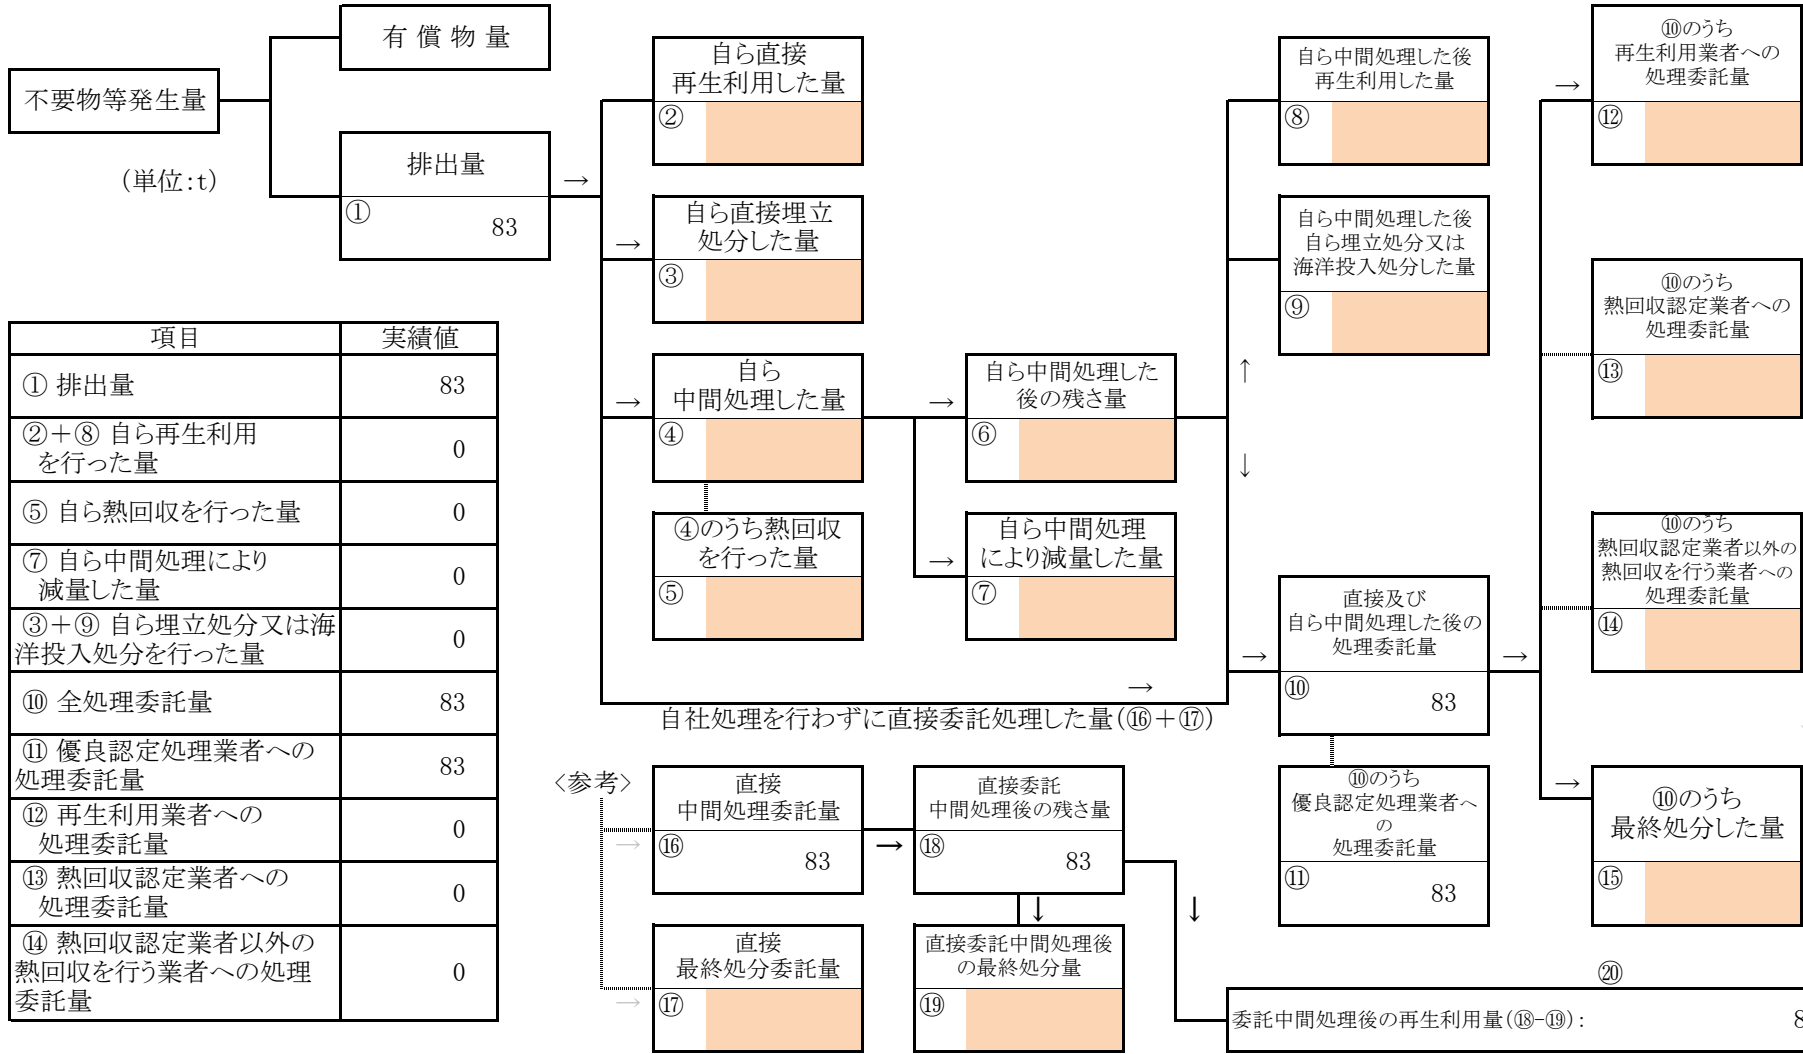 有 償 物 量
不要物等発生量
(単位:t)
排出量
①
83
→
自ら直接
再生利用した量
②
→
自ら直接埋立
処分した量
③
→
自ら
中間処理した量
④
④のうち熱回収
を行った量
⑤
→
自ら中間処理した
後の残さ量
⑥
→
自ら中間処理
により減量した量
⑦
↑
↓
自ら中間処理した後
再生利用した量
⑧
自ら中間処理した後
自ら埋立処分又は
海洋投入処分した量
⑨
→
直接及び
自ら中間処理した後の
処理委託量
⑩
83
→
⑩のうち
優良認定処理業者へ
の
処理委託量
⑪
83
→
⑩のうち
再生利用業者への
処理委託量
⑫
⑩のうち
熱回収認定業者への
処理委託量
⑬
⑩のうち
熱回収認定業者以外の
熱回収を行う業者への
処理委託量
⑭
→
⑩のうち
最終処分した量
⑮
→
自社処理を行わずに直接委託処理した量(⑯+⑰)
<参考>
→
直接
中間処理委託量
⑯
83
→
直接委託
中間処理後の残さ量
⑱
83
→
直接
最終処分委託量
⑰
↓
直接委託中間処理後
の最終処分量
⑲
↓
⑳
委託中間処理後の再生利用量(⑱-⑲):
項目 実績値
① 排出量 83
②+⑧ 自ら再生利用
を行った量 0
⑤ 自ら熱回収を行った量 0
⑦ 自ら中間処理により
減量した量 0
③+⑨ 自ら埋立処分又は海
洋投入処分を行った量 0
⑩ 全処理委託量 83
⑪ 優良認定処理業者への
処理委託量 83
⑫ 再生利用業者への
処理委託量 0
⑬ 熱回収認定業者への
処理委託量 0
⑭ 熱回収認定業者以外の
熱回収を行う業者への処理
委託量 0